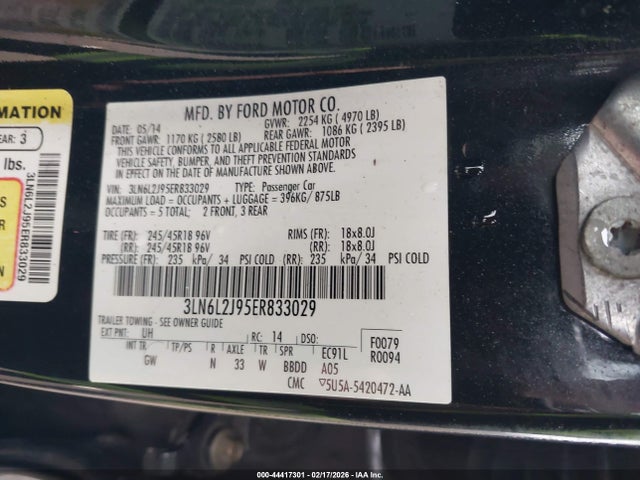 MFD. BY FORD MOTOR CO.
DATE: 05/14 GVWR: 2254 KG ( 4970 LB)
FRONT GAWR: 1170 KG ( 2580 LB) REAR GAWR: 1086 KG ( 2395 LB)
THIS VEHICLE CONFORMS TO ALL APPLICABLE FEDERAL MOTOR
VEHICLE SAFETY, BUMPER, AND THEFT PREVENTION STANDARDS
IN EFFECT ON THE DATE OF MANUFACTURE SHOWN ABOVE.
VIN: 3LN6L2J95ER833029 TYPE: Passenger Car
MAXIMUM LOAD = OCCUPANTS + LUGGAGE = 396KG/ 875LB
OCCUPANTS = 5 TOTAL: 2 FRONT, 3 REAR
TIRE (FR): 245/45R18 96V RIMS (FR): 18x8.0J
(RR): 245/45R18 96V (RR): 18x8.0J
PRESSURE (FR): 235 kPa/ 34 PSI COLD (RR): 235 kPa/ 34 PSI COLD
3LN6L2J95ER833029
TRAILER TOWING - SEE OWNER GUIDE
EXT PNT: UH RC: 14 DSO: F0079
INT TR TP/PS R AXLE TR SPR EC91L R0094
GW N 33 W BBDD A05
CMC ▽5U5A-5420472-AA
RMATION
EAR: 3
lbs.
3LN6L2J95ER833029
000-44417301 - 02/17/2026 - IAA Inc.